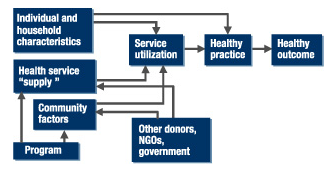 Individual and
household
characteristics
Service
utilization
Healthy
practice
Healthy
outcome
Health service
“supply ”
Community
factors
Other donors,
NGOs,
government
Program